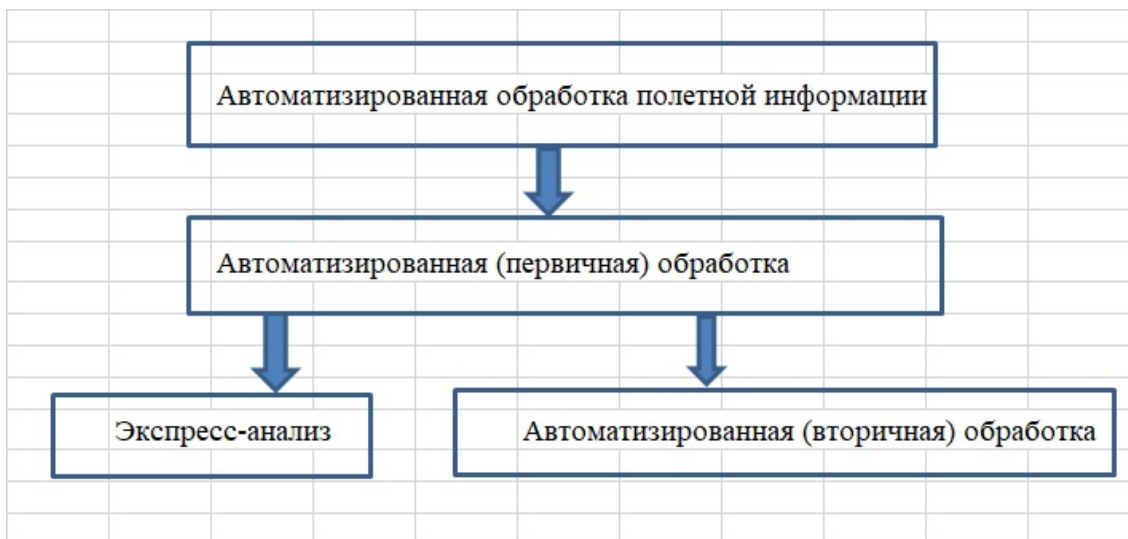 Автоматизированная обработка полетной информации
Автоматизированная (первичная) обработка
Экспресс-анализ
Автоматизированная (вторичная) обработка